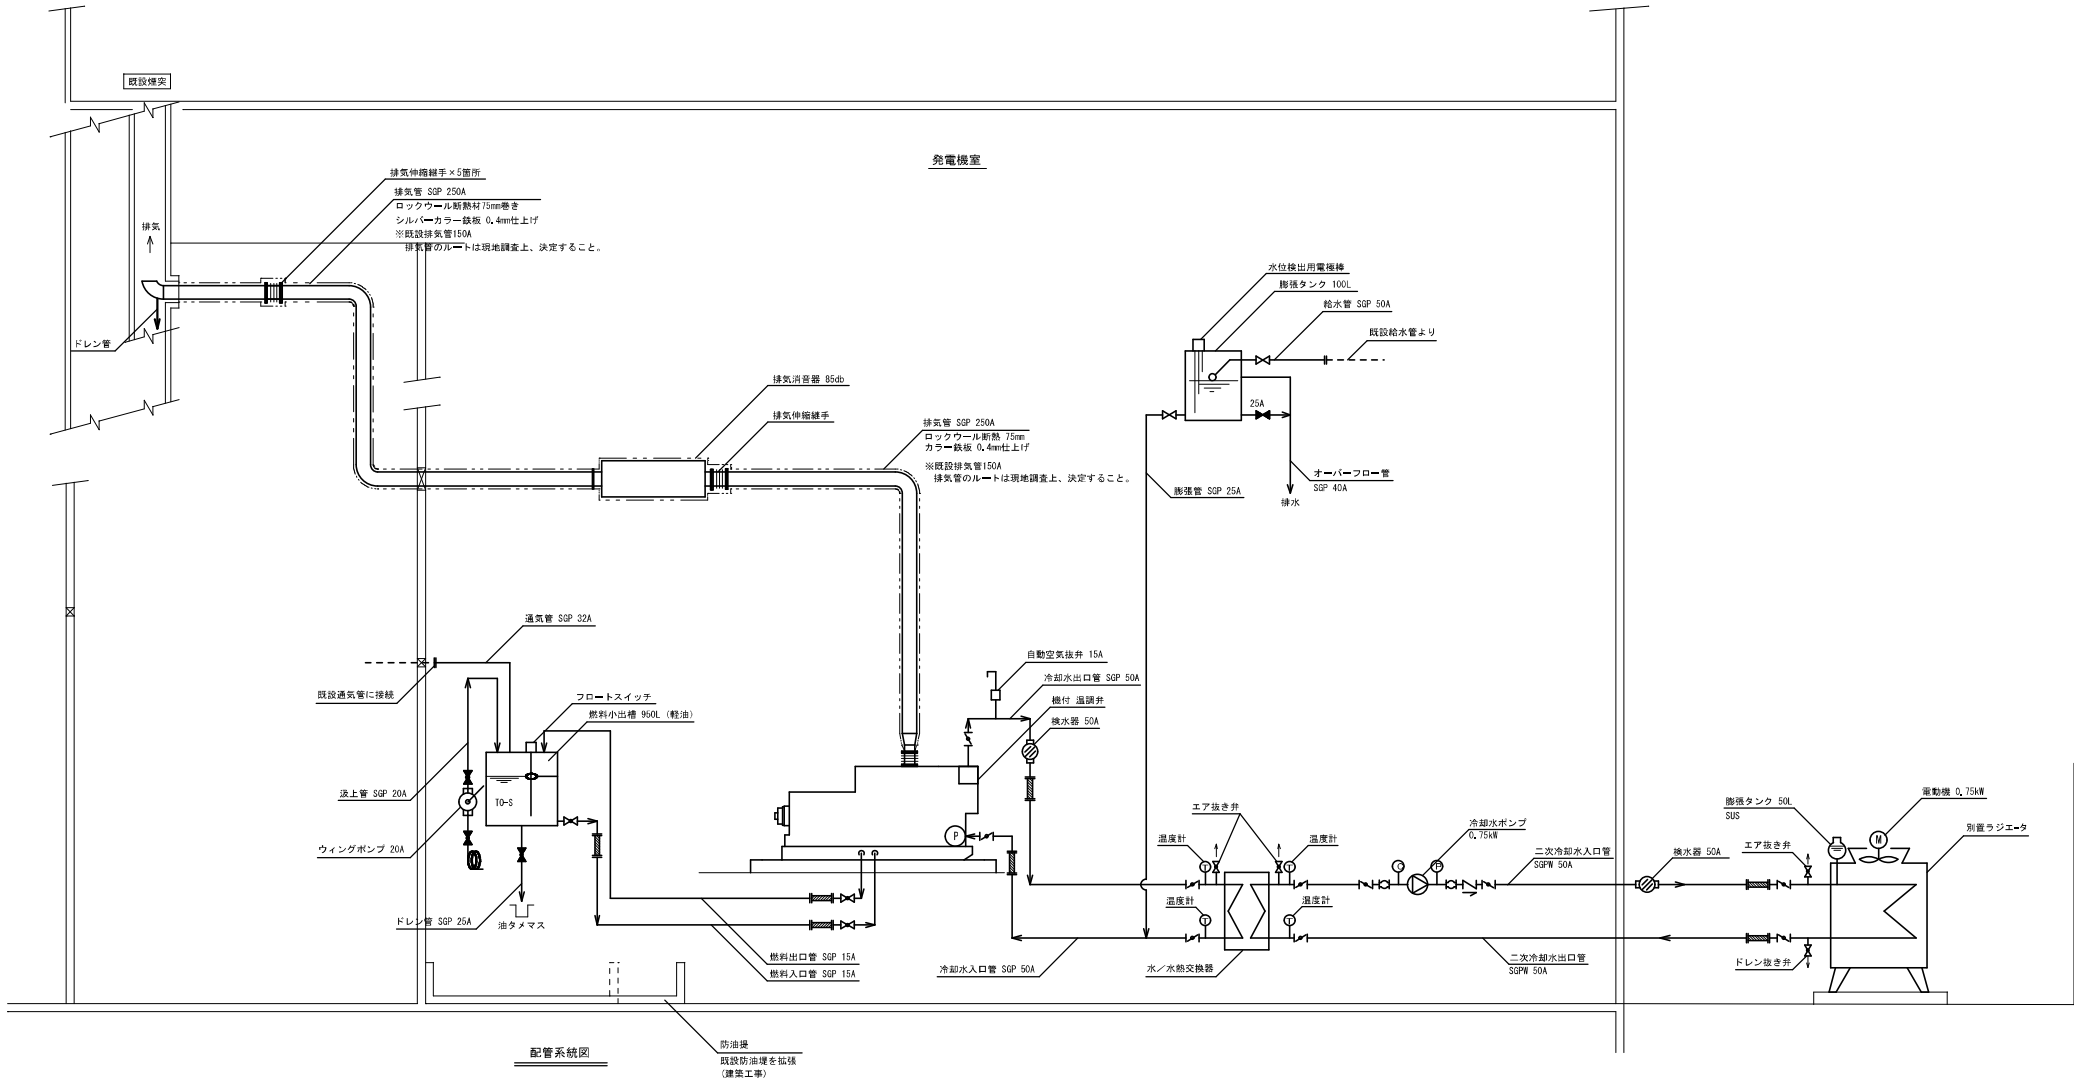 既設煙突
発電機室
排気伸縮継手×5箇所
排気管 SGP 250A
ロックウール断熱材75mm巻き
シルバーカラー鉄板 0.4mm仕上げ
※既設排気管150A
排気管のルートは現地調査上、決定すること。
排気
ドレン管
水位検出用電極棒
膨張タンク 100L
給水管 SGP 50A
既設給水管より
25A
オーバーフロー管
SGP 40A
排水
膨張管 SGP 25A
排気消音器 85db
排気伸縮継手
排気管 SGP 250A
ロックウール断熱 75mm
カラー鉄板 0.4mm仕上げ
※既設排気管150A
排気管のルートは現地調査上、決定すること。
通気管 SGP 32A
既設通気管に接続
フロートスイッチ
燃料小出槽 950L (軽油)
汲上管 SGP 20A
TO-S
ウィングポンプ 20A
ドレン管 SGP 25A
油タメマス
自動空気抜弁 15A
冷却水出口管 SGP 50A
機付 温調弁
検水器 50A
P
燃料出口管 SGP 15A
燃料入口管 SGP 15A
冷却水入口管 SGP 50A
エア抜き弁
温度計
温度計
T
T
温度計
温度計
T
T
水/水熱交換器
冷却水ポンプ
0.75kW
C
P
二次冷却水入口管
SGPW 50A
検水器 50A
二次冷却水出口管
SGPW 50A
膨張タンク 50L
SUS
エア抜き弁
電動機 0.75kW
M
別置ラジエータ
ドレン抜き弁
防油提
既設防油堤を拡張
(建築工事)
配管系統図